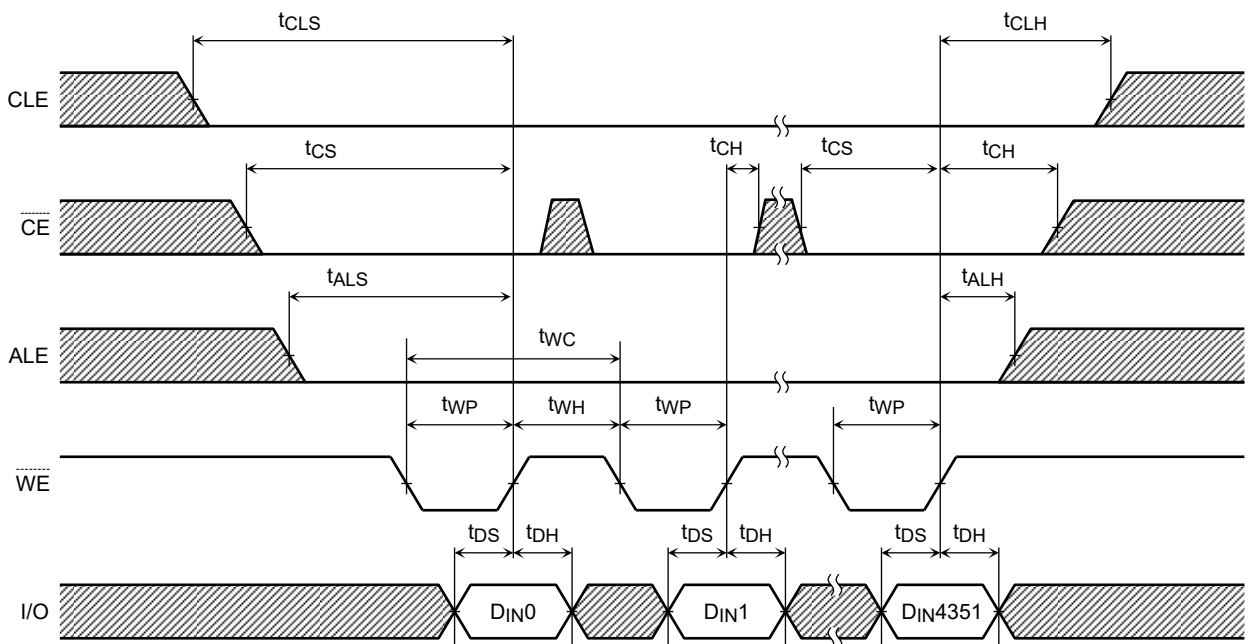 tCLS tCLH
CLE
tCS tCH tCS tCH
CE
tALS tALH
ALE
tWC
tWP tWH tWP tWP
WE
tDS tDH tDS tDH tDS tDH
I/O DIN0 DIN1 DIN4351